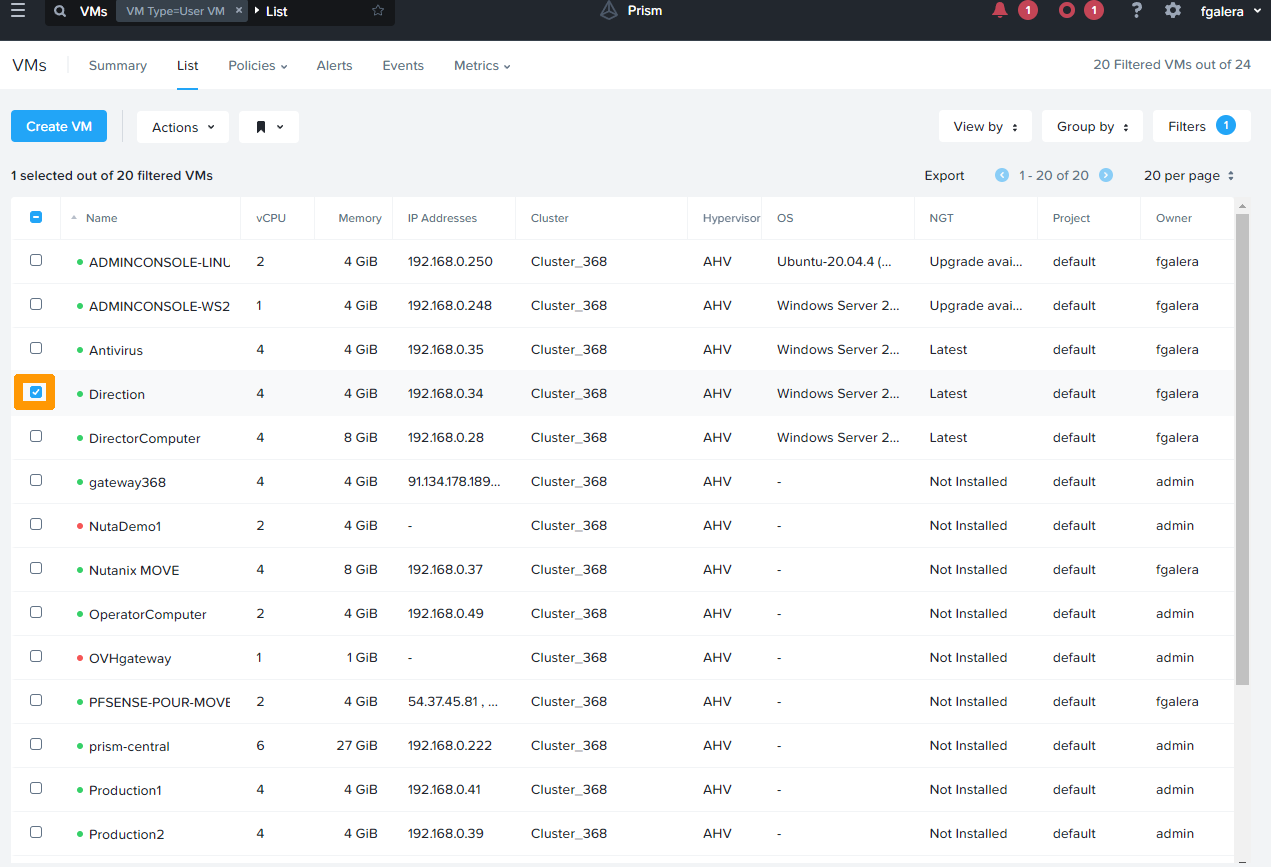 VMs VM Type=User VM × List Prism 1 1 ? fgalera
VMs Summary List Policies Alerts Events Metrics 20 Filtered VMs out of 24
Create VM Actions View by Group by Filters 1
1 selected out of 20 filtered VMs Export 1 - 20 of 20 20 per page
Name vCPU Memory IP Addresses Cluster Hypervisor OS NGT Project Owner
ADMINCONSOLE-LINU 2 4 GiB 192.168.0.250 Cluster_368 AHV Ubuntu-20.04.4 (... Upgrade avai... default fgalera
ADMINCONSOLE-WS2 1 4 GiB 192.168.0.248 Cluster_368 AHV Windows Server 2... Upgrade avai... default fgalera
Antivirus 4 4 GiB 192.168.0.35 Cluster_368 AHV Windows Server 2... Latest default fgalera
Direction 4 4 GiB 192.168.0.34 Cluster_368 AHV Windows Server 2... Latest default fgalera
DirectorComputer 4 8 GiB 192.168.0.28 Cluster_368 AHV Windows Server 2... Latest default fgalera
gateway368 4 4 GiB 91.134.178.189... Cluster_368 AHV - Not Installed default admin
NutaDemo1 2 4 GiB - Cluster_368 AHV - Not Installed default admin
Nutanix MOVE 4 8 GiB 192.168.0.37 Cluster_368 AHV - Not Installed default fgalera
OperatorComputer 2 4 GiB 192.168.0.49 Cluster_368 AHV - Not Installed default admin
OVHgateway 1 1 GiB - Cluster_368 AHV - Not Installed default admin
PFSENSE-POUR-MOVE 2 4 GiB 54.37.45.81 , ... Cluster_368 AHV - Not Installed default fgalera
prism-central 6 27 GiB 192.168.0.222 Cluster_368 AHV - Not Installed default admin
Production1 4 4 GiB 192.168.0.41 Cluster_368 AHV - Not Installed default admin
Production2 4 4 GiB 192.168.0.39 Cluster_368 AHV - Not Installed default admin